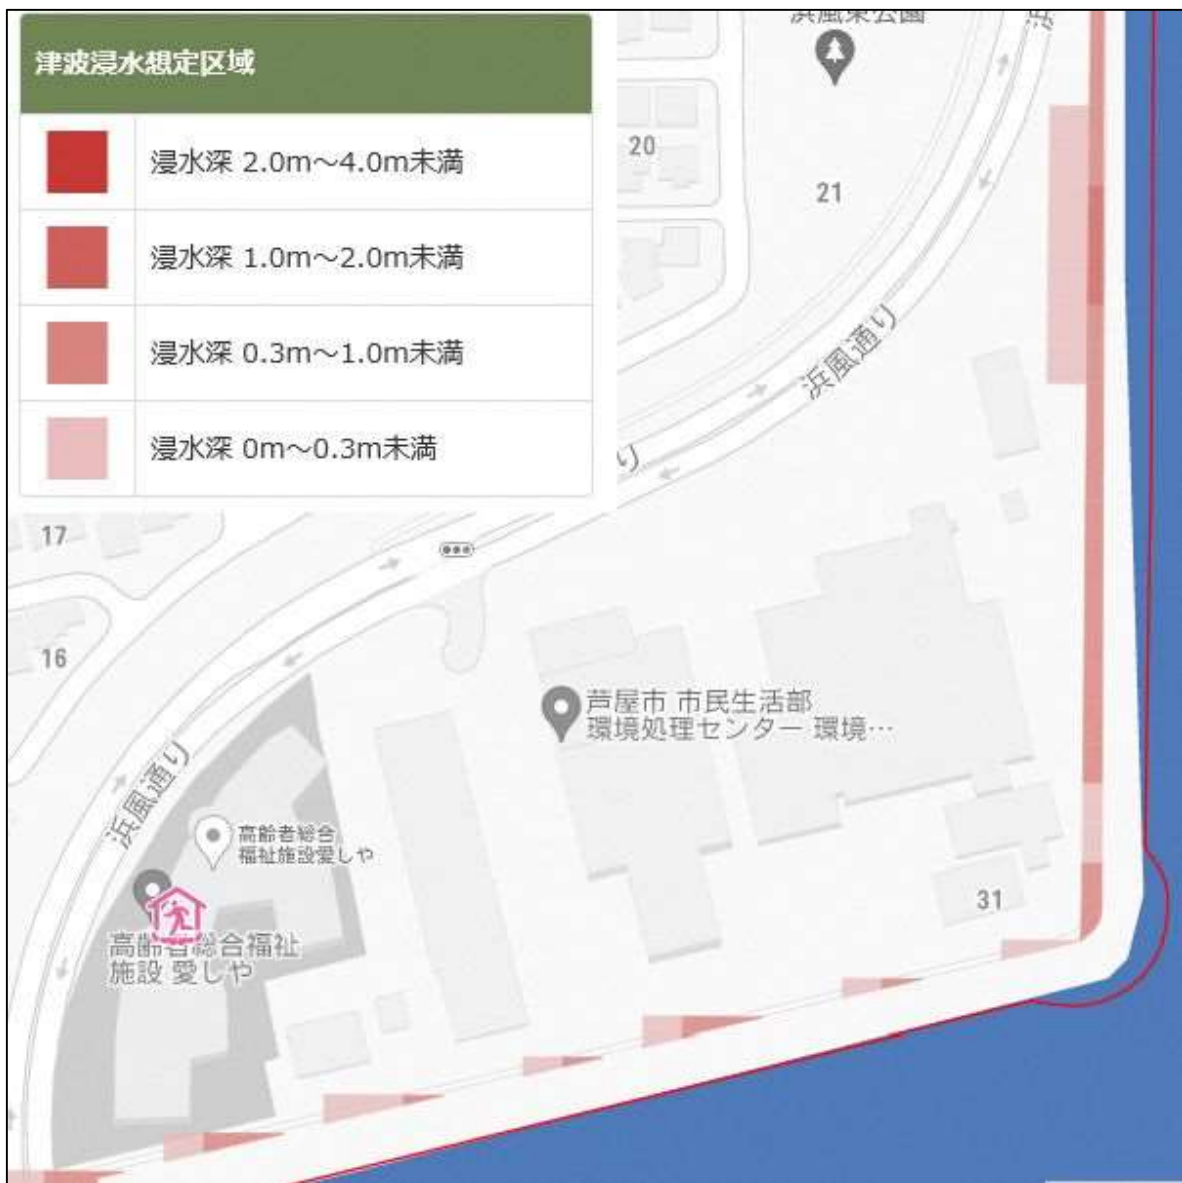 津波浸水想定区域
浸水深 2.0m～4.0m未満
浸水深 1.0m～2.0m未満
浸水深 0.3m～1.0m未満
浸水深 0m～0.3m未満
浜風東公園
浜
20
21
浜風通り
り
17
16
芦屋市 市民生活部
環境処理センター 環境…
浜風通り
高齢者総合
福祉施設愛しや
高齢者総合福祉
施設 愛しや
31